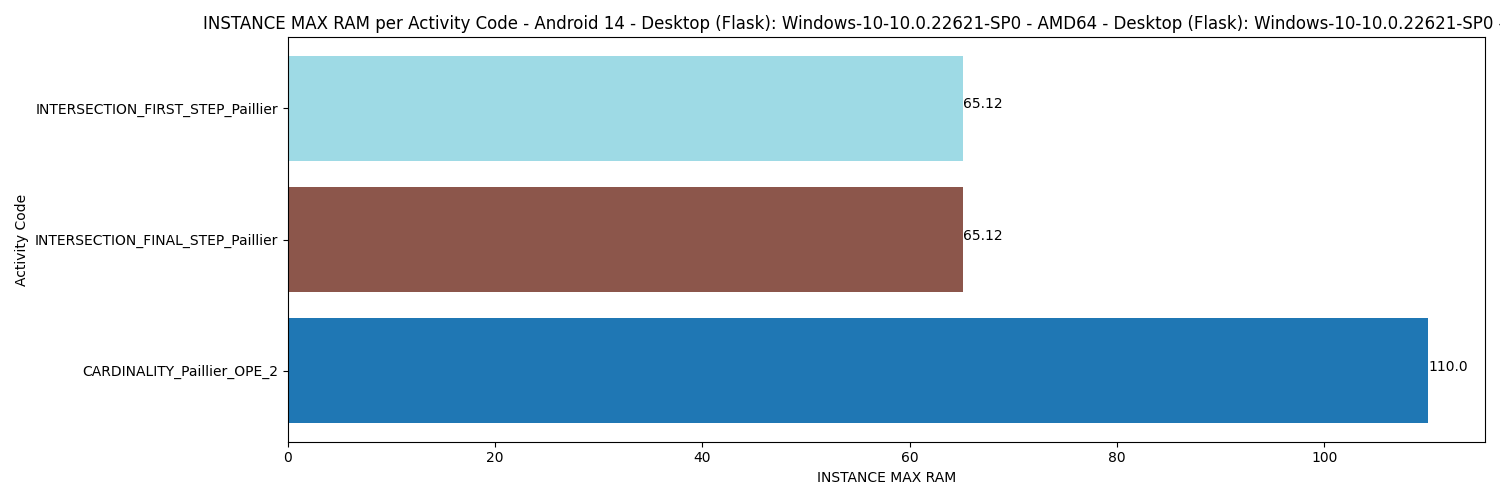 INSTANCE MAX RAM per Activity Code - Android 14 - Desktop (Flask): Windows-10-10.0.22621-SP0 - AMD64 - Desktop (Flask): Windows-10-10.0.22621-SP0 -
INTERSECTION_FIRST_STEP_Paillier
65.12
INTERSECTION_FINAL_STEP_Paillier
65.12
CARDINALITY_Paillier_OPE_2
110.0
Activity Code
0 20 40 60 80 100
INSTANCE MAX RAM